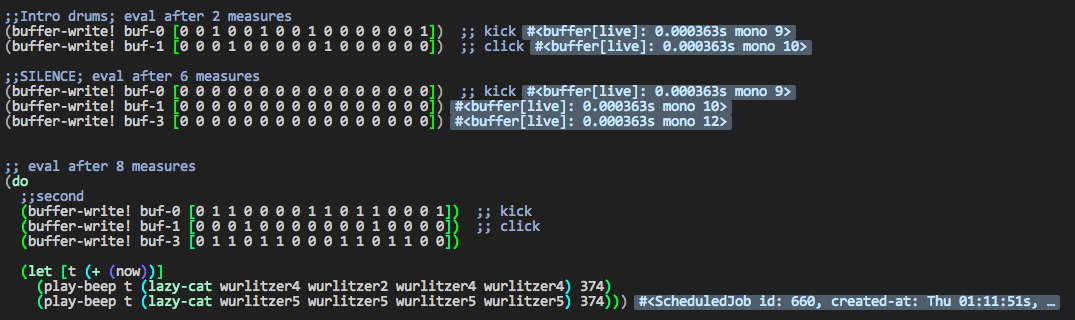 ;;Intro drums; eval after 2 measures
(buffer-write! buf-0 [0 0 1 0 0 1 0 0 1 0 0 0 0 0 0 1])  ;; kick #<buffer[live]: 0.000363s mono 9>
(buffer-write! buf-1 [0 0 0 1 0 0 0 0 0 1 0 0 0 0 0 0])  ;; click #<buffer[live]: 0.000363s mono 10>
;;SILENCE; eval after 6 measures
(buffer-write! buf-0 [0 0 0 0 0 0 0 0 0 0 0 0 0 0 0 0])  ;; kick #<buffer[live]: 0.000363s mono 9>
(buffer-write! buf-1 [0 0 0 0 0 0 0 0 0 0 0 0 0 0 0 0]) #<buffer[live]: 0.000363s mono 10>
(buffer-write! buf-3 [0 0 0 0 0 0 0 0 0 0 0 0 0 0 0 0]) #<buffer[live]: 0.000363s mono 12>
;; eval after 8 measures
(do
  ;;second
  (buffer-write! buf-0 [0 1 1 0 0 0 0 1 1 0 1 1 0 0 0 1])  ;; kick
  (buffer-write! buf-1 [0 0 0 1 0 0 0 0 0 0 0 1 0 0 0 0])  ;; click
  (buffer-write! buf-3 [0 1 1 0 1 1 0 0 0 1 1 0 1 1 0 0])
  (let [t (+ (now))]
    (play-beep t (lazy-cat wurlitzer4 wurlitzer2 wurlitzer4 wurlitzer4) 374)
    (play-beep t (lazy-cat wurlitzer5 wurlitzer5 wurlitzer5 wurlitzer5) 374))) #<ScheduledJob id: 660, created-at: Thu 01:11:51s, …